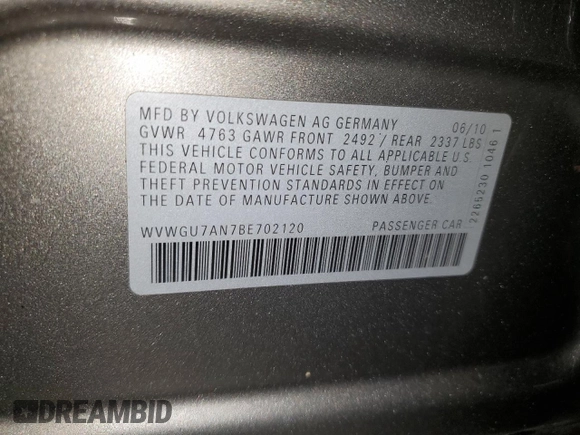 MFD BY VOLKSWAGEN AG GERMANY 06/10
GVWR 4763 GAWR FRONT 2492 / REAR 2337 LBS
THIS VEHICLE CONFORMS TO ALL APPLICABLE U.S.
FEDERAL MOTOR VEHICLE SAFETY, BUMPER AND
THEFT PREVENTION STANDARDS IN EFFECT ON
THE DATE OF MANUFACTURE SHOWN ABOVE.
WVWGU7AN7BE702120 PASSENGER CAR
2266230 1046 1
DREAMBID